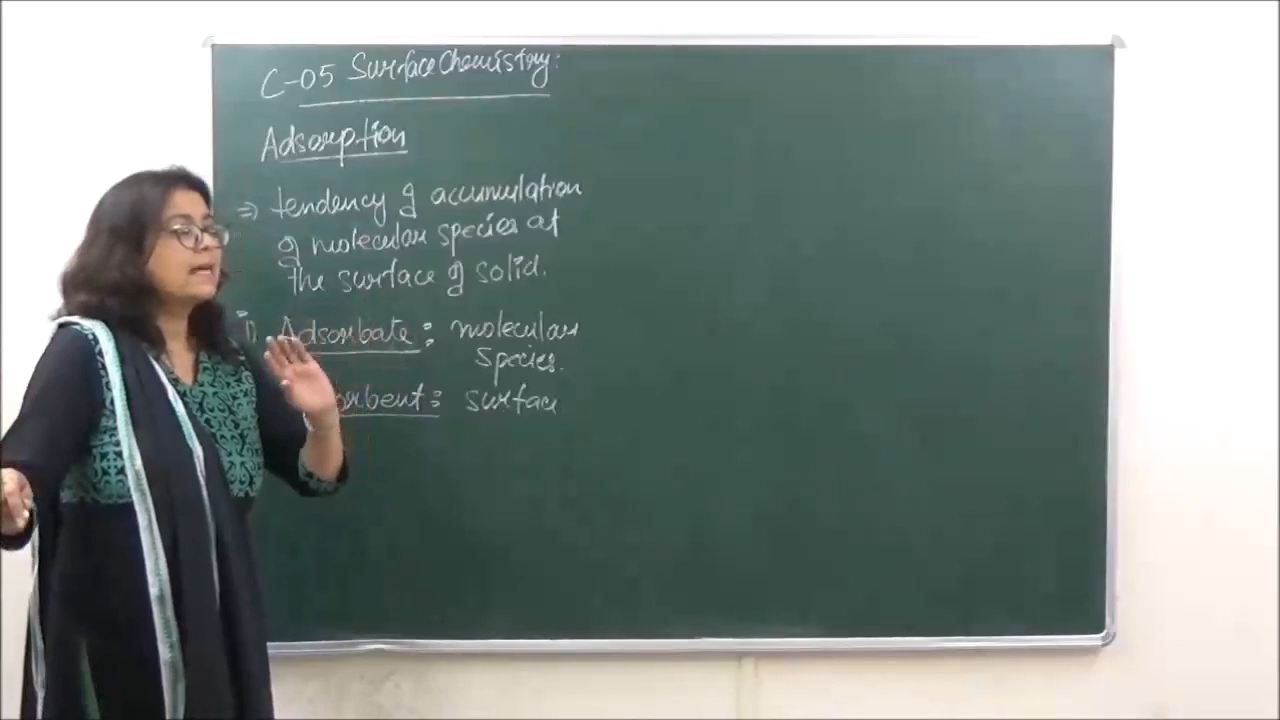 C-05 Surface Chemistry:
Adsorption
⇒ tendency of accumulation
of molecular species at
the surface of solid.
i) Adsorbate : molecular
species.
orbent : surface